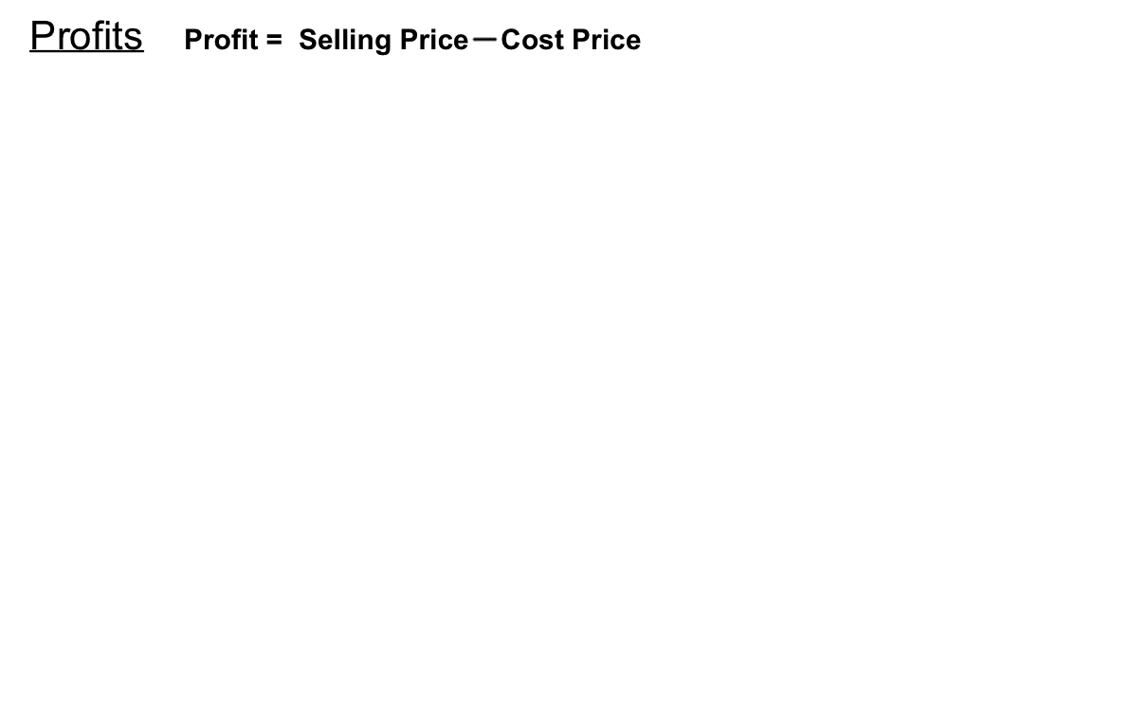 Profits Profit = Selling Price — Cost Price